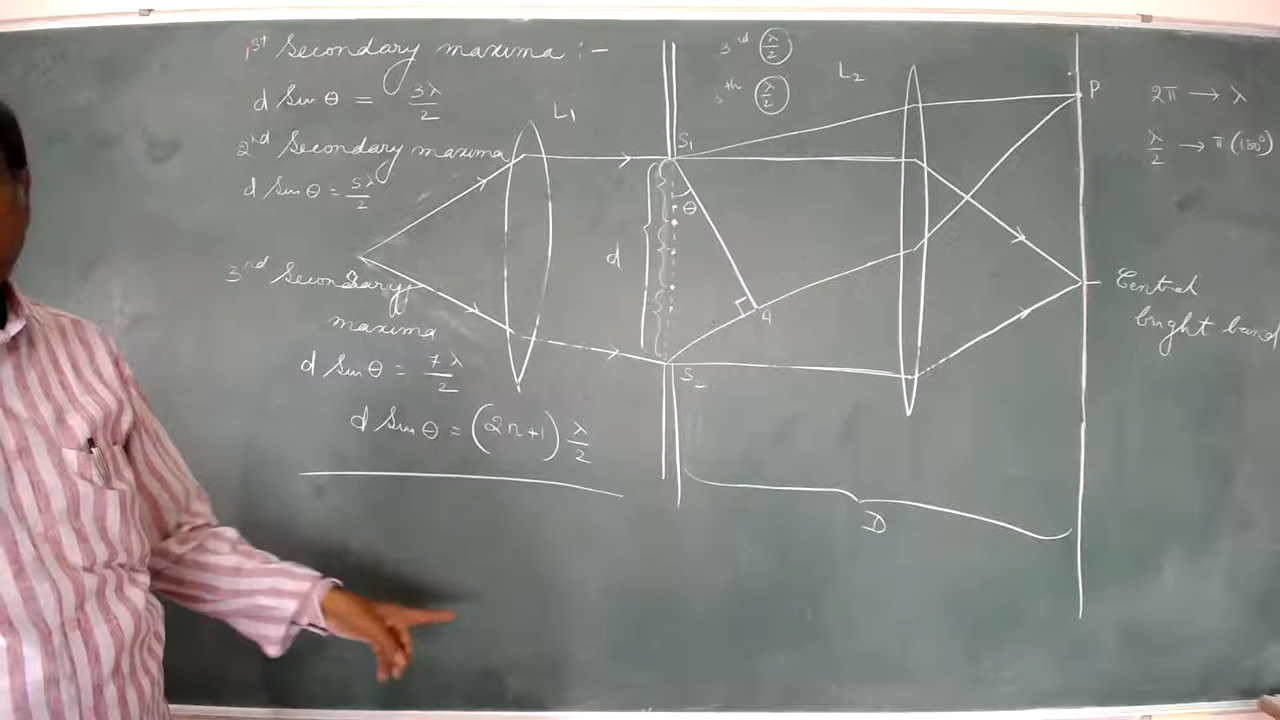 1st Secondary maxima :-
d Sin θ = 3λ/2
2nd Secondary maxima
d Sin θ = 5λ/2
3rd Secondary
maxima
d Sin θ = 7λ/2
d Sin θ = (2n+1) λ/2
L1
S
S1
θ
d
A
S2
3rd λ/2
5th λ/2
L2
D
P
Central
bright band
2π → λ
λ/2 → π (180°)